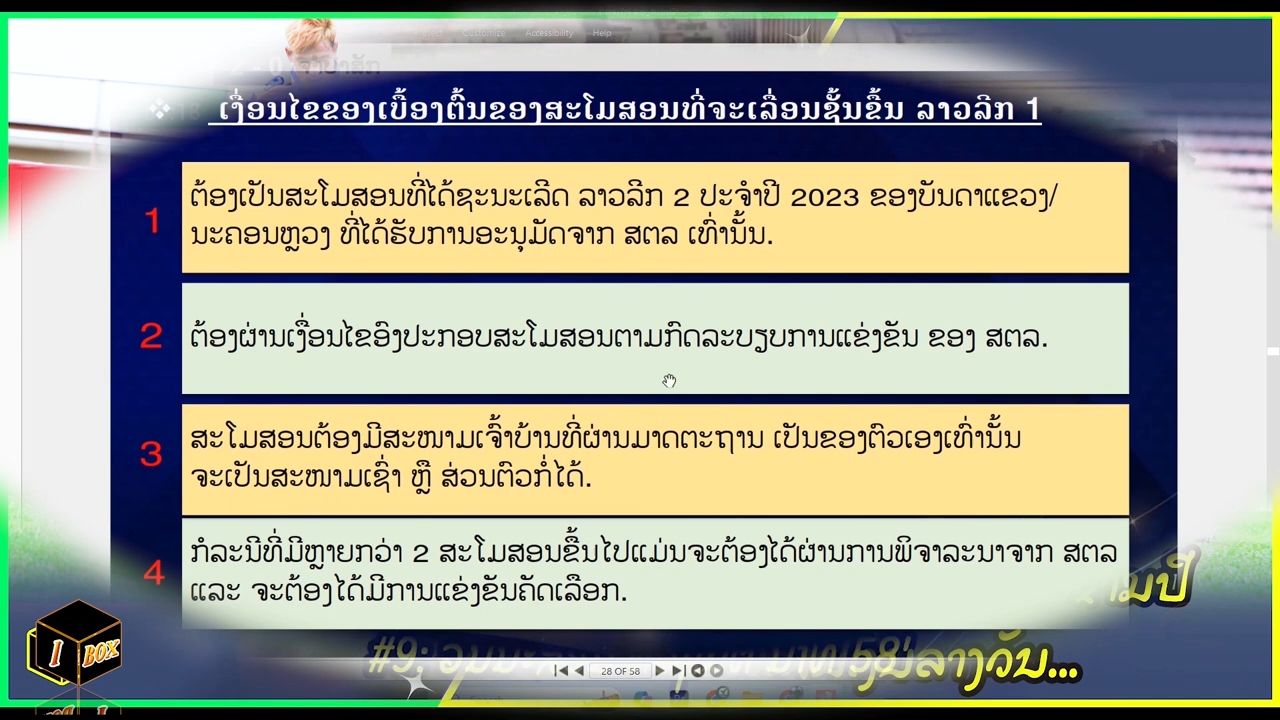 Customize Accessibility Help
ຈຳປາສັກ
❖ ເງື່ອນໄຂຂອງເບື້ອງຕົ້ນຂອງສະໂມສອນທີ່ຈະເລື່ອນຊັ້ນຂຶ້ນ ລາວລີກ 1
1 ຕ້ອງເປັນສະໂມສອນທີ່ໄດ້ຊະນະເລີດ ລາວລີກ 2 ປະຈຳປີ 2023 ຂອງບັນດາແຂວງ/
ນະຄອນຫຼວງ ທີ່ໄດ້ຮັບການອະນຸມັດຈາກ ສຕລ ເທົ່ານັ້ນ.
2 ຕ້ອງຜ່ານເງື່ອນໄຂອົງປະກອບສະໂມສອນຕາມກົດລະບຽບການແຂ່ງຂັນ ຂອງ ສຕລ.
3 ສະໂມສອນຕ້ອງມີສະໜາມເຈົ້າບ້ານທີ່ຜ່ານມາດຕະຖານ ເປັນຂອງຕົວເອງເທົ່ານັ້ນ
ຈະເປັນສະໜາມເຊົ່າ ຫຼື ສ່ວນຕົວກໍ່ໄດ້.
4 ກໍລະນີທີ່ມີຫຼາຍກວ່າ 2 ສະໂມສອນຂຶ້ນໄປແມ່ນຈະຕ້ອງໄດ້ຜ່ານການພິຈາລະນາຈາກ ສຕລ
ແລະ ຈະຕ້ອງໄດ້ມີການແຂ່ງຂັນຄັດເລືອກ.
#9:
28 OF 58
I BOX